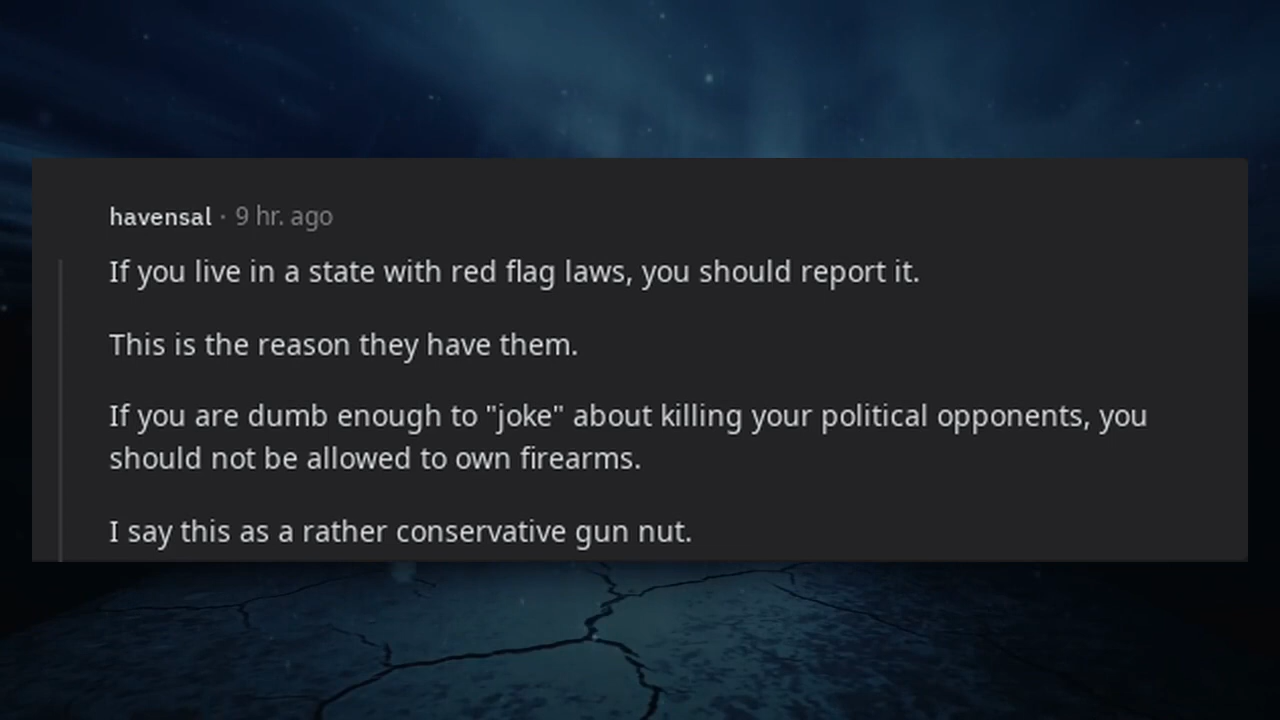 havensal · 9 hr. ago
If you live in a state with red flag laws, you should report it.
This is the reason they have them.
If you are dumb enough to "joke" about killing your political opponents, you
should not be allowed to own firearms.
I say this as a rather conservative gun nut.